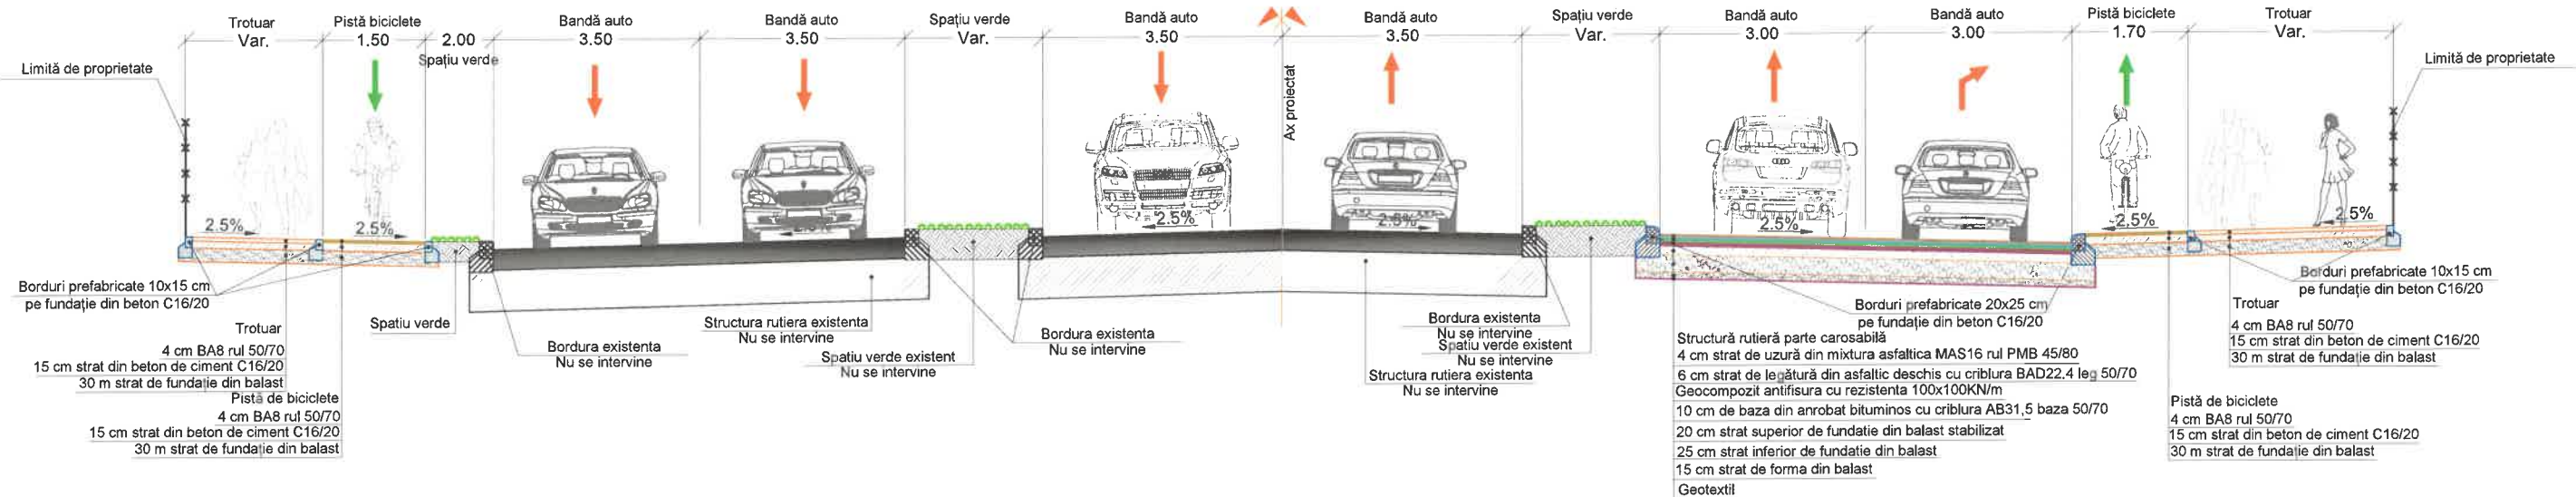 Trotuar
Var.
Pistă biciclete
1.50
2.00
Spațiu verde
Bandă auto
3.50
Bandă auto
3.50
Spațiu verde
Var.
Bandă auto
3.50
Ax proiectat
Bandă auto
3.50
Spațiu verde
Var.
Bandă auto
3.00
Bandă auto
3.00
Pistă biciclete
1.70
Trotuar
Var.
Limită de proprietate
Limită de proprietate
2.5%
2.5%
2.5%
2.5%
2.5%
2.5%
2.5%
Borduri prefabricate 10x15 cm
pe fundație din beton C16/20
Trotuar
4 cm BA8 rul 50/70
15 cm strat din beton de ciment C16/20
30 m strat de fundație din balast
Pistă de biciclete
4 cm BA8 rul 50/70
15 cm strat din beton de ciment C16/20
30 m strat de fundație din balast
Spatiu verde
Bordura existenta
Nu se intervine
Structura rutiera existenta
Nu se intervine
Spatiu verde existent
Nu se intervine
Bordura existenta
Nu se intervine
Bordura existenta
Nu se intervine
Spatiu verde existent
Nu se intervine
Structura rutiera existenta
Nu se intervine
Borduri prefabricate 20x25 cm
pe fundație din beton C16/20
Structură rutieră parte carosabilă
4 cm strat de uzură din mixtura asfaltica MAS16 rul PMB 45/80
6 cm strat de legătură din asfaltic deschis cu criblura BAD22.4 leg 50/70
Geocompozit antifisura cu rezistenta 100x100KN/m
10 cm de baza din anrobat bituminos cu criblura AB31,5 baza 50/70
20 cm strat superior de fundatie din balast stabilizat
25 cm strat inferior de fundatie din balast
15 cm strat de forma din balast
Geotextil
Borduri prefabricate 10x15 cm
pe fundație din beton C16/20
Trotuar
4 cm BA8 rul 50/70
15 cm strat din beton de ciment C16/20
30 m strat de fundație din balast
Pistă de biciclete
4 cm BA8 rul 50/70
15 cm strat din beton de ciment C16/20
30 m strat de fundație din balast